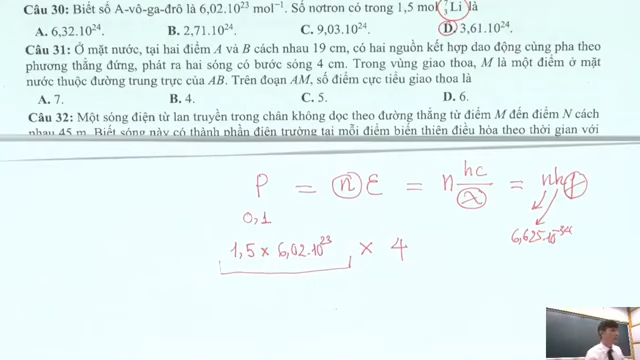 Câu 30: Biết số A-vô-ga-đrô là 6,02.10²³ mol⁻¹. Số nơtron có trong 1,5 mol ⁷₃Li là
A. 6,32.10²⁴. B. 2,71.10²⁴. C. 9,03.10²⁴. D. 3,61.10²⁴.
Câu 31: Ở mặt nước, tại hai điểm A và B cách nhau 19 cm, có hai nguồn kết hợp dao động cùng pha theo
phương thẳng đứng, phát ra hai sóng có bước sóng 4 cm. Trong vùng giao thoa, M là một điểm ở mặt
nước thuộc đường trung trực của AB. Trên đoạn AM, số điểm cực tiểu giao thoa là
A. 7. B. 4. C. 5. D. 6.
Câu 32: Một sóng điện từ lan truyền trong chân không dọc theo đường thẳng từ điểm M đến điểm N cách
nhau 45 m. Biết sóng này có thành phần điện trường tại mỗi điểm biến thiên điều hòa theo thời gian với
P = nε = n hc/λ = nhf
0,1
6,625.10⁻³⁴
1,5 × 6,02.10²³ × 4